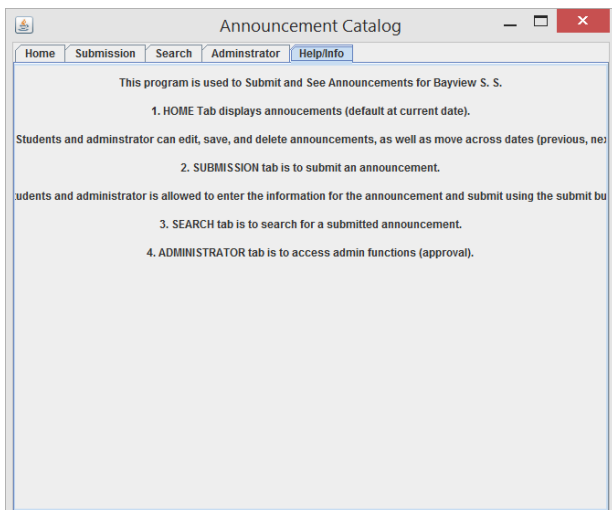 Announcement Catalog
Home Submission Search Adminstrator Help/Info
This program is used to Submit and See Announcements for Bayview S. S.
1. HOME Tab displays annoucements (default at current date).
Students and adminstrator can edit, save, and delete announcements, as well as move across dates (previous,
2. SUBMISSION tab is to submit an announcement.
and administrator is allowed to enter the information for the announcement and submit using the submit
3. SEARCH tab is to search for a submitted announcement.
4. ADMINISTRATOR tab is to access admin functions (approval).